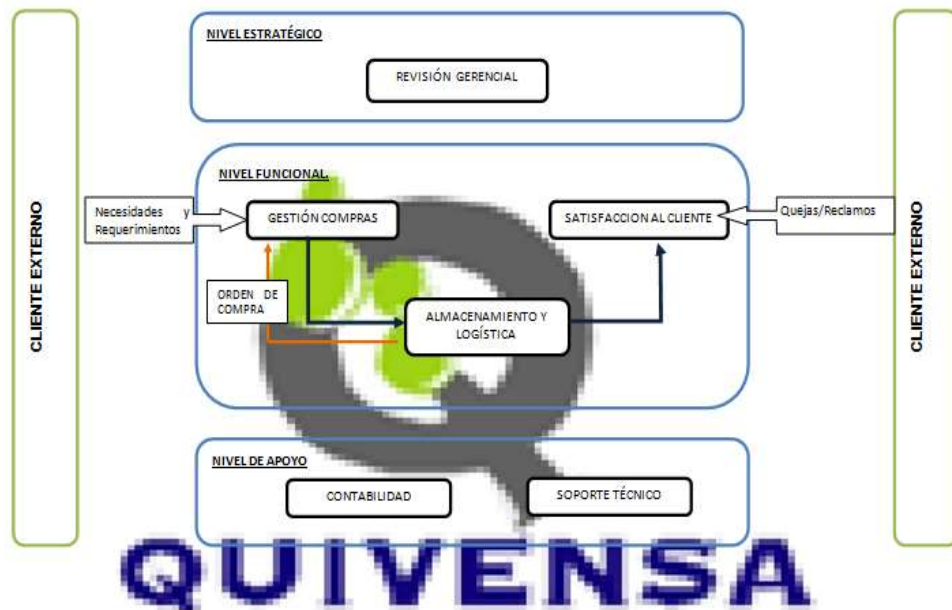 NIVEL ESTRATÉGICO
REVISIÓN GERENCIAL
CLIENTE EXTERNO
NIVEL FUNCIONAL
Necesidades y
Requerimientos
GESTIÓN COMPRAS
SATISFACCION AL CLIENTE
Quejas/Reclamos
ORDEN DE
COMPRA
ALMACENAMIENTO Y
LOGÍSTICA
CLIENTE EXTERNO
NIVEL DE APOYO
CONTABILIDAD
SOPORTE TÉCNICO
QUIVENSA